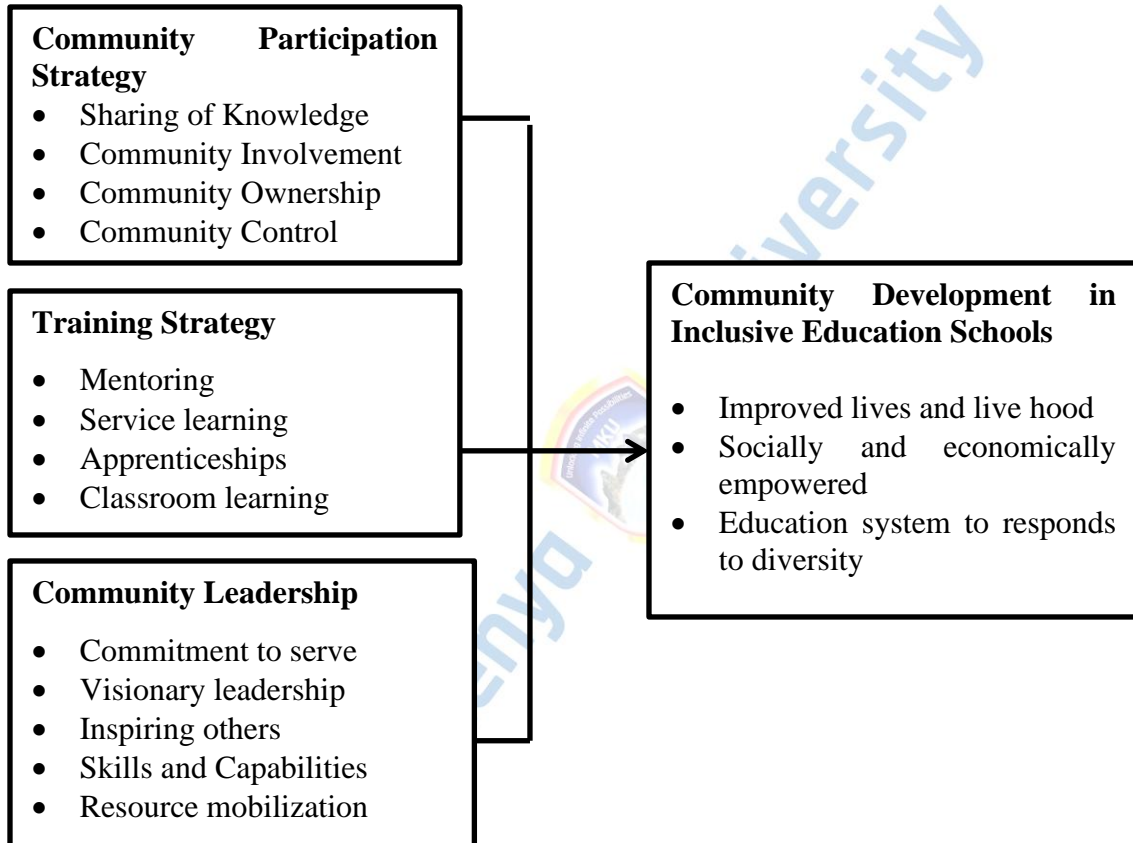 Community Participation
Strategy
• Sharing of Knowledge
• Community Involvement
• Community Ownership
• Community Control
Training Strategy
• Mentoring
• Service learning
• Apprenticeships
• Classroom learning
Community Leadership
• Commitment to serve
• Visionary leadership
• Inspiring others
• Skills and Capabilities
• Resource mobilization
Community Development in
Inclusive Education Schools
• Improved lives and live hood
• Socially and economically
empowered
• Education system to responds
to diversity